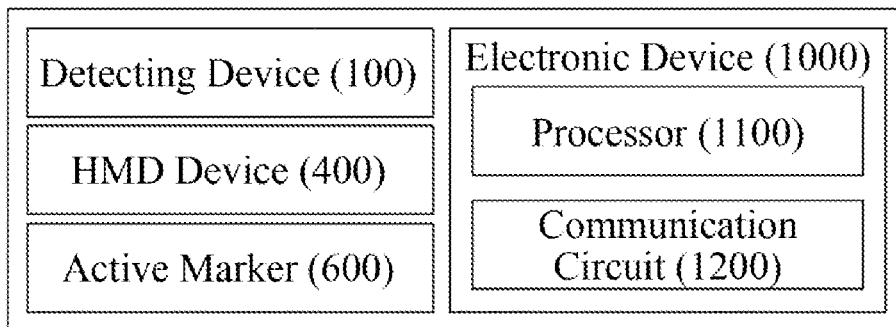 Detecting Device (100)
HMD Device (400)
Active Marker (600)
Electronic Device (1000)
Processor (1100)
Communication
Circuit (1200)